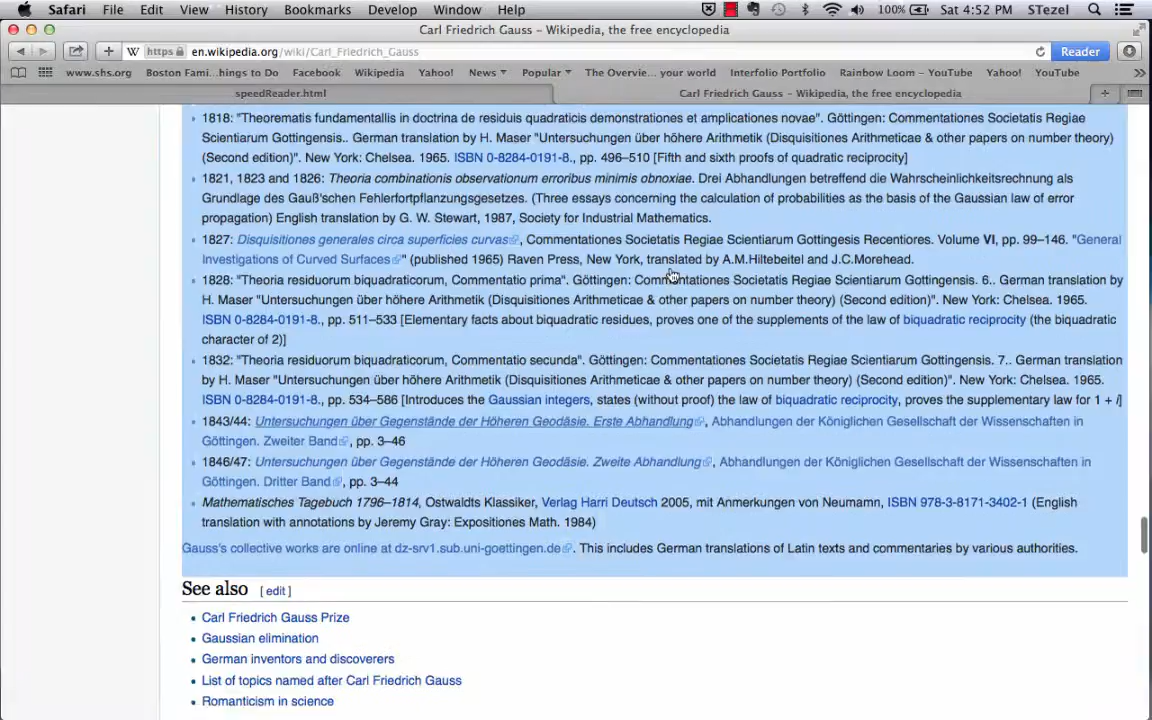 Safari File Edit View History Bookmarks Develop Window Help 100% Sat 4:52 PM STezel
Carl Friedrich Gauss – Wikipedia, the free encyclopedia
W https en.wikipedia.org/wiki/Carl_Friedrich_Gauss Reader
www.shs.org Boston Fami...hings to Do Facebook Wikipedia Yahoo! News Popular The Overvie... your world Interfolio Portfolio Rainbow Loom – YouTube Yahoo! YouTube
speedReader.html Carl Friedrich Gauss – Wikipedia, the free encyclopedia
1818: "Theorematis fundamentallis in doctrina de residuis quadraticis demonstrationes et amplicationes novae". Göttingen: Commentationes Societatis Regiae
Scientiarum Gottingensis.. German translation by H. Maser "Untersuchungen über höhere Arithmetik (Disquisitiones Arithmeticae & other papers on number theory)
(Second edition)". New York: Chelsea. 1965. ISBN 0-8284-0191-8., pp. 496–510 [Fifth and sixth proofs of quadratic reciprocity]
1821, 1823 and 1826: Theoria combinationis observationum erroribus minimis obnoxiae. Drei Abhandlungen betreffend die Wahrscheinlichkeitsrechnung als
Grundlage des Gauß'schen Fehlerfortpflanzungsgesetzes. (Three essays concerning the calculation of probabilities as the basis of the Gaussian law of error
propagation) English translation by G. W. Stewart, 1987, Society for Industrial Mathematics.
1827: Disquisitiones generales circa superficies curvas, Commentationes Societatis Regiae Scientiarum Gottingesis Recentiores. Volume VI, pp. 99–146. "General
Investigations of Curved Surfaces" (published 1965) Raven Press, New York, translated by A.M.Hiltebeitel and J.C.Morehead.
1828: "Theoria residuorum biquadraticorum, Commentatio prima". Göttingen: Commentationes Societatis Regiae Scientiarum Gottingensis. 6.. German translation by
H. Maser "Untersuchungen über höhere Arithmetik (Disquisitiones Arithmeticae & other papers on number theory) (Second edition)". New York: Chelsea. 1965.
ISBN 0-8284-0191-8., pp. 511–533 [Elementary facts about biquadratic residues, proves one of the supplements of the law of biquadratic reciprocity (the biquadratic
character of 2)]
1832: "Theoria residuorum biquadraticorum, Commentatio secunda". Göttingen: Commentationes Societatis Regiae Scientiarum Gottingensis. 7.. German translation
by H. Maser "Untersuchungen über höhere Arithmetik (Disquisitiones Arithmeticae & other papers on number theory) (Second edition)". New York: Chelsea. 1965.
ISBN 0-8284-0191-8., pp. 534–586 [Introduces the Gaussian integers, states (without proof) the law of biquadratic reciprocity, proves the supplementary law for 1 + i]
1843/44: Untersuchungen über Gegenstände der Höheren Geodäsie. Erste Abhandlung, Abhandlungen der Königlichen Gesellschaft der Wissenschaften in
Göttingen. Zweiter Band, pp. 3–46
1846/47: Untersuchungen über Gegenstände der Höheren Geodäsie. Zweite Abhandlung, Abhandlungen der Königlichen Gesellschaft der Wissenschaften in
Göttingen. Dritter Band, pp. 3–44
Mathematisches Tagebuch 1796–1814, Ostwaldts Klassiker, Verlag Harri Deutsch 2005, mit Anmerkungen von Neumamn, ISBN 978-3-8171-3402-1 (English
translation with annotations by Jeremy Gray: Expositiones Math. 1984)
Gauss's collective works are online at dz-srv1.sub.uni-goettingen.de. This includes German translations of Latin texts and commentaries by various authorities.
See also [ edit ]
Carl Friedrich Gauss Prize
Gaussian elimination
German inventors and discoverers
List of topics named after Carl Friedrich Gauss
Romanticism in science